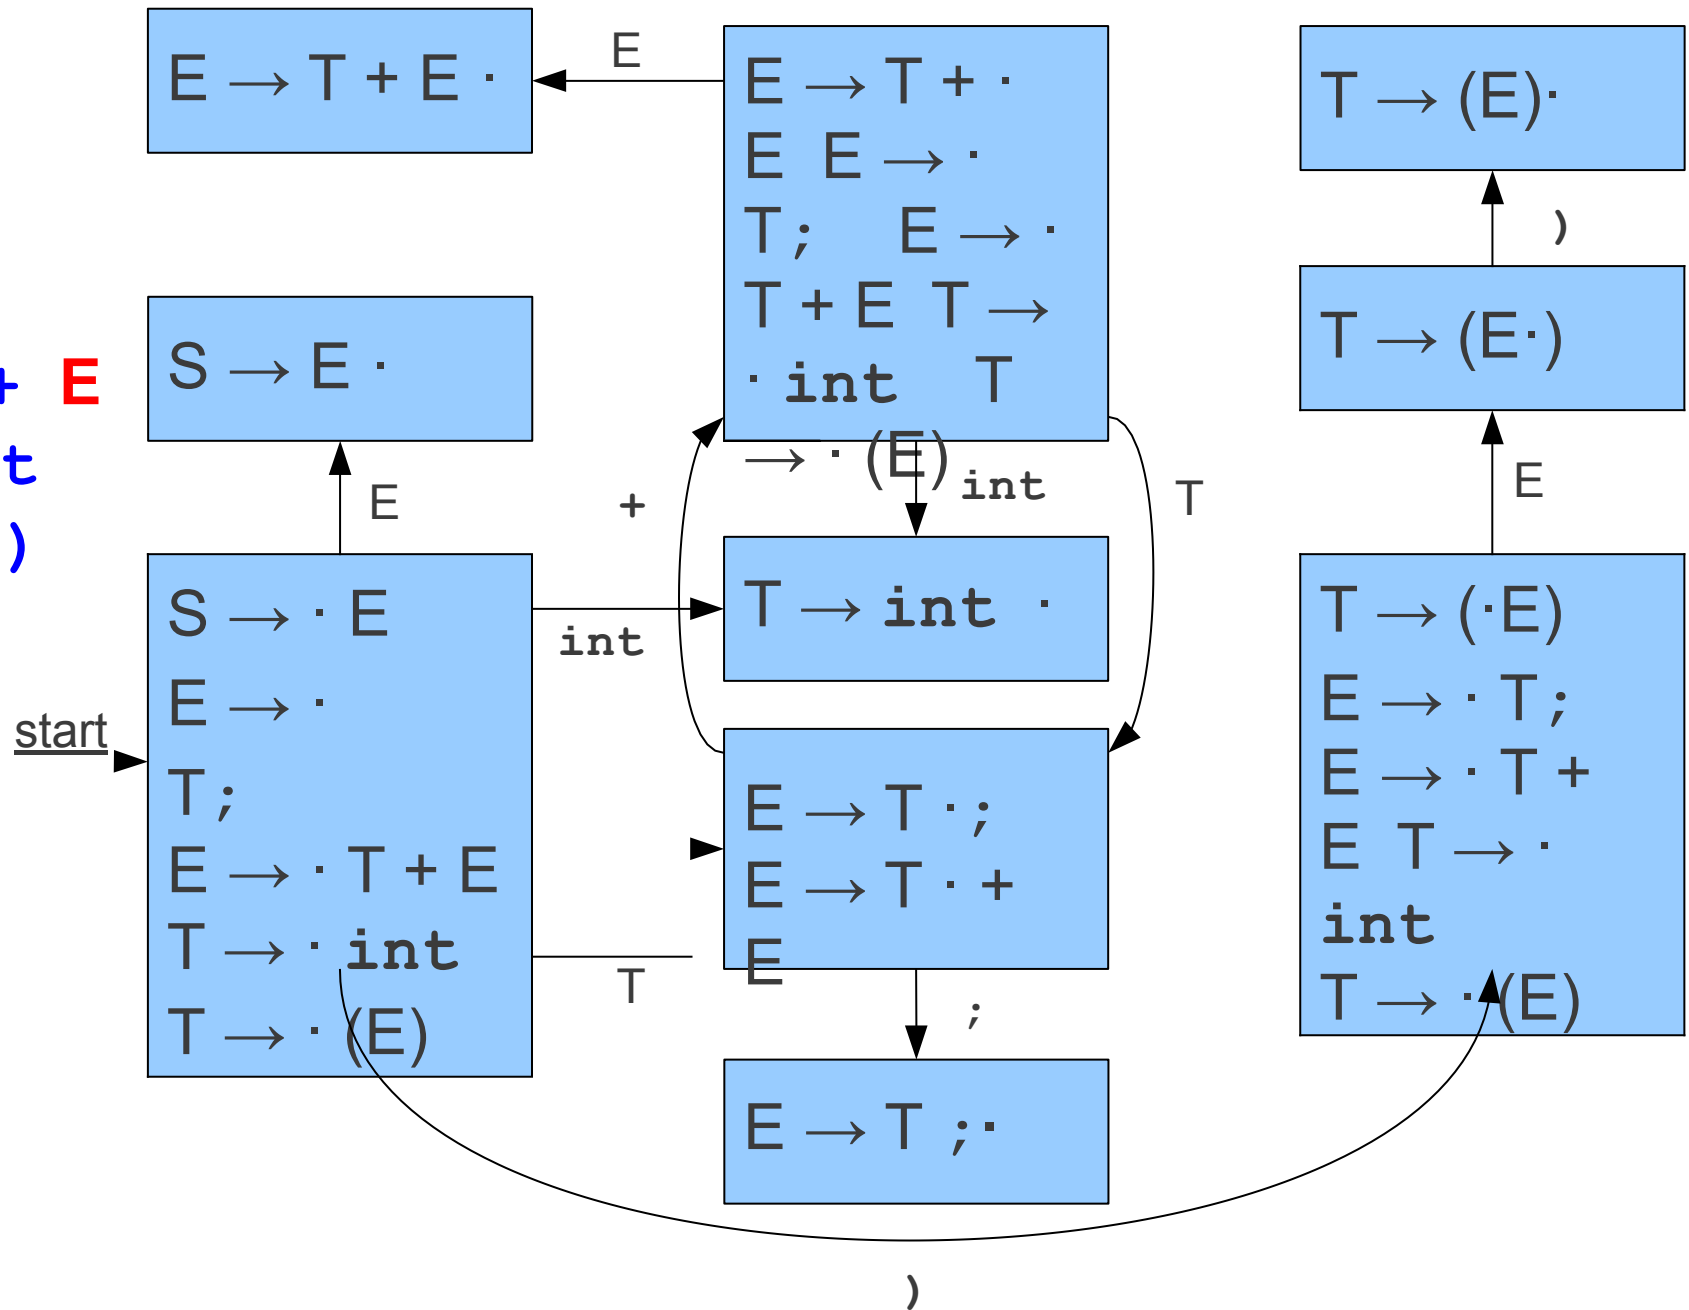 E → T + E ·
E
E → T + ·
E E → ·
T; E → ·
T + E T →
· int T
→ · (E)
T → (E)·
)
T → (E·)
E
+ E
t
)
S → E ·
E
+
int
T
S → · E
E → ·
T;
E → · T + E
T → · int
T → · (E)
start
int
T → int ·
T
E → T · ;
E → T · +
E
;
E → T ;·
T → (·E)
E → · T;
E → · T +
E T → ·
int
T → · (E)
)